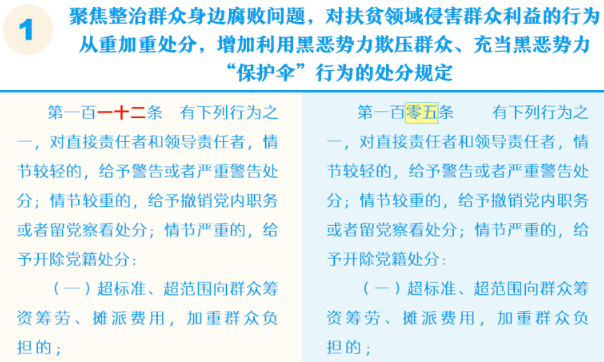 1
聚焦整治群众身边腐败问题，对扶贫领域侵害群众利益的行为
从重加重处分，增加利用黑恶势力欺压群众、充当黑恶势力
“保护伞”行为的处分规定
第一百一十二条　有下列行为之
一，对直接责任者和领导责任者，情
节较轻的，给予警告或者严重警告处
分；情节较重的，给予撤销党内职务
或者留党察看处分；情节严重的，给
予开除党籍处分：
（一）超标准、超范围向群众筹
资筹劳、摊派费用，加重群众负
担的；
第一百零五条　有下列行为之
一，对直接责任者和领导责任者，情
节较轻的，给予警告或者严重警告处
分；情节较重的，给予撤销党内职务
或者留党察看处分；情节严重的，给
予开除党籍处分：
（一）超标准、超范围向群众筹
资筹劳、摊派费用，加重群众负
担的；